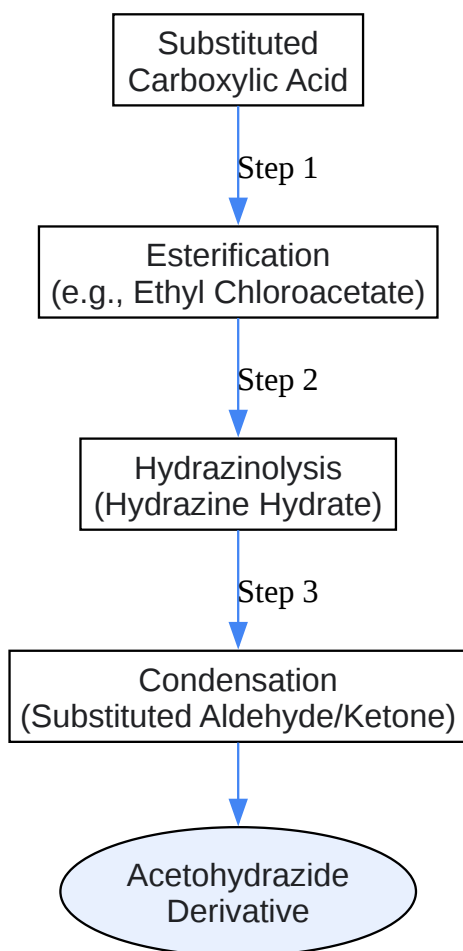 Substituted
Carboxylic Acid
Step 1
Esterification
(e.g., Ethyl Chloroacetate)
Step 2
Hydrazinolysis
(Hydrazine Hydrate)
Step 3
Condensation
(Substituted Aldehyde/Ketone)
Acetohydrazide
Derivative